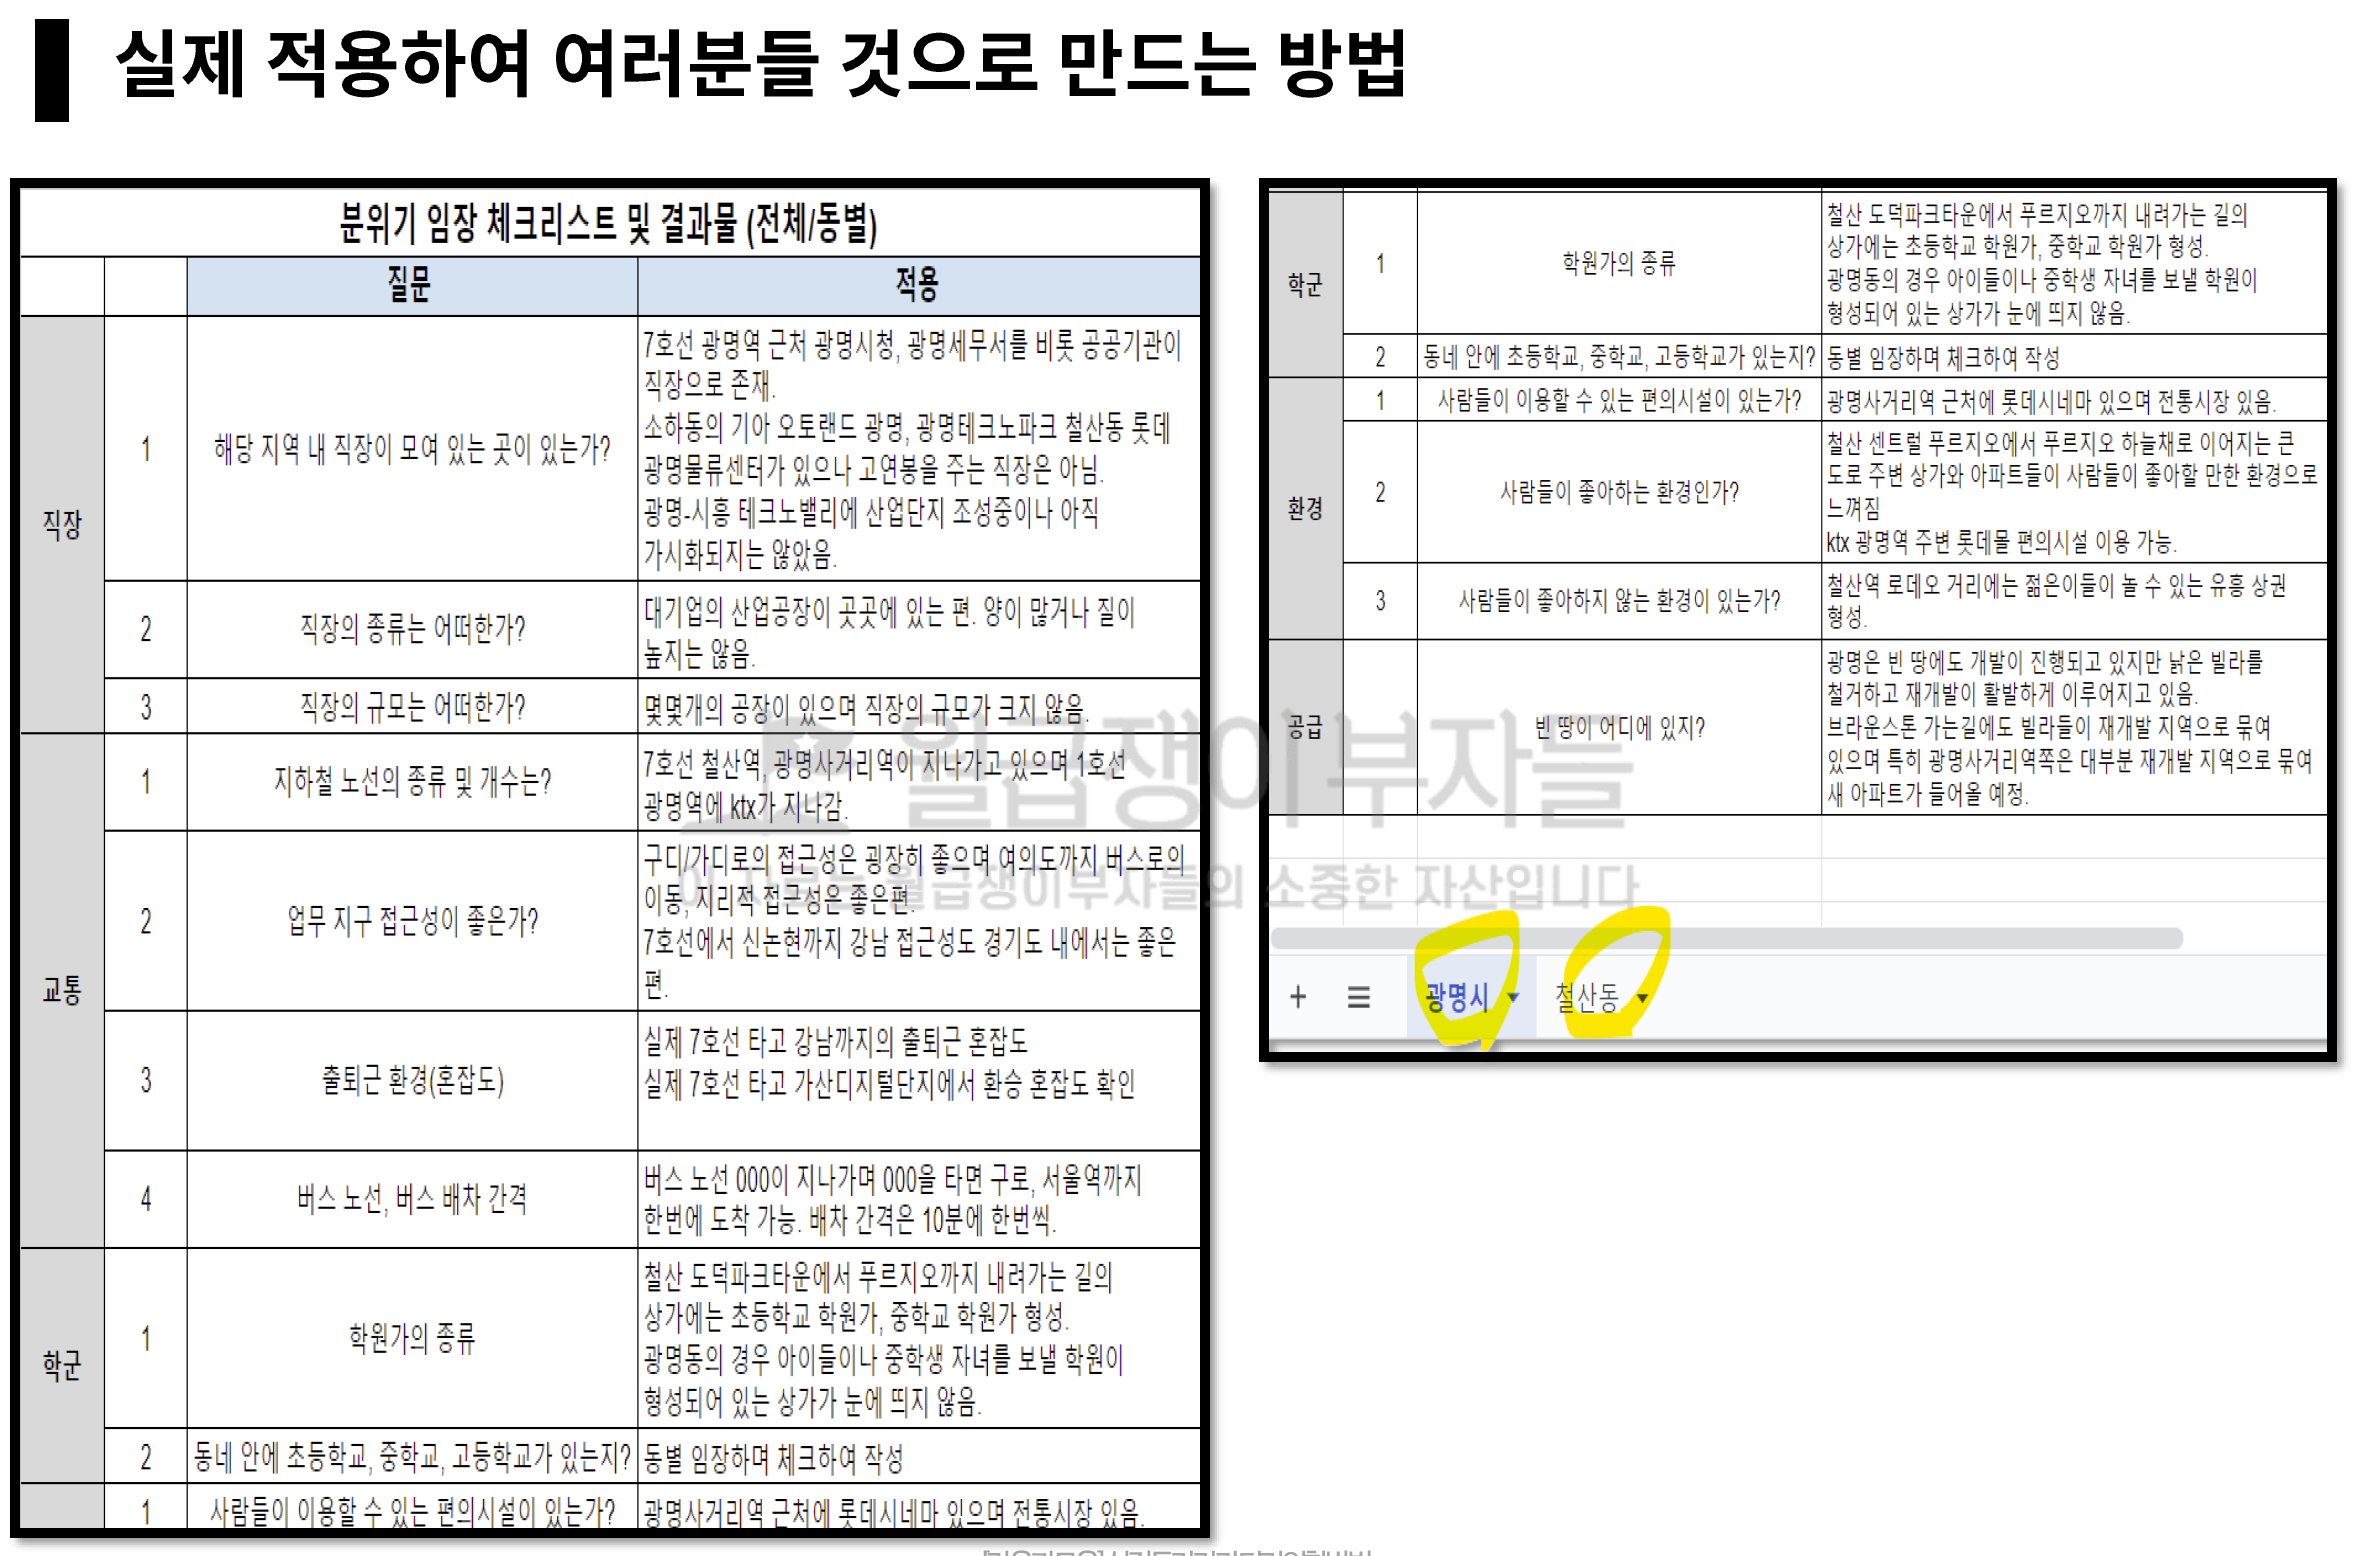 실제 적용하여 여러분들 것으로 만드는 방법
분위기 임장 체크리스트 및 결과물 (전체/동별)
질문
적용
직장
1
해당 지역 내 직장이 모여 있는 곳이 있는가?
7호선 광명역 근처 광명시청, 광명세무서를 비롯 공공기관이
직장으로 존재.
소하동의 기아 오토랜드 광명, 광명테크노파크 철산동 롯데
광명물류센터가 있으나 고연봉을 주는 직장은 아님.
광명-시흥 테크노밸리에 산업단지 조성중이나 아직
가시화되지는 않았음.
2
직장의 종류는 어떠한가?
대기업의 산업공장이 곳곳에 있는 편. 양이 많거나 질이
높지는 않음.
3
직장의 규모는 어떠한가?
몇몇개의 공장이 있으며 직장의 규모가 크지 않음.
교통
1
지하철 노선의 종류 및 개수는?
7호선 철산역, 광명사거리역이 지나가고 있으며 1호선
광명역에 ktx가 지나감.
2
업무 지구 접근성이 좋은가?
구디/가디로의 접근성은 굉장히 좋으며 여의도까지 버스로의
이동, 지리적 접근성은 좋은편.
7호선에서 신논현까지 강남 접근성도 경기도 내에서는 좋은
편.
3
출퇴근 환경(혼잡도)
실제 7호선 타고 강남까지의 출퇴근 혼잡도
실제 7호선 타고 가산디지털단지에서 환승 혼잡도 확인
4
버스 노선, 버스 배차 간격
버스 노선 000이 지나가며 000을 타면 구로, 서울역까지
한번에 도착 가능. 배차 간격은 10분에 한번씩.
학군
1
학원가의 종류
철산 도덕파크타운에서 푸르지오까지 내려가는 길의
상가에는 초등학교 학원가, 중학교 학원가 형성.
광명동의 경우 아이들이나 중학생 자녀를 보낼 학원이
형성되어 있는 상가가 눈에 띄지 않음.
2
동네 안에 초등학교, 중학교, 고등학교가 있는지?
동별 임장하며 체크하여 작성
1
사람들이 이용할 수 있는 편의시설이 있는가?
광명사거리역 근처에 롯데시네마 있으며 전통시장 있음.
학군
1
학원가의 종류
철산 도덕파크타운에서 푸르지오까지 내려가는 길의
상가에는 초등학교 학원가, 중학교 학원가 형성.
광명동의 경우 아이들이나 중학생 자녀를 보낼 학원이
형성되어 있는 상가가 눈에 띄지 않음.
2
동네 안에 초등학교, 중학교, 고등학교가 있는지?
동별 임장하며 체크하여 작성
환경
1
사람들이 이용할 수 있는 편의시설이 있는가?
광명사거리역 근처에 롯데시네마 있으며 전통시장 있음.
2
사람들이 좋아하는 환경인가?
철산 센트럴 푸르지오에서 푸르지오 하늘채로 이어지는 큰
도로 주변 상가와 아파트들이 사람들이 좋아할 만한 환경으로
느껴짐
ktx 광명역 주변 롯데몰 편의시설 이용 가능.
3
사람들이 좋아하지 않는 환경이 있는가?
철산역 로데오 거리에는 젊은이들이 놀 수 있는 유흥 상권
형성.
공급
빈 땅이 어디에 있지?
광명은 빈 땅에도 개발이 진행되고 있지만 낡은 빌라를
철거하고 재개발이 활발하게 이루어지고 있음.
브라운스톤 가는길에도 빌라들이 재개발 지역으로 묶여
있으며 특히 광명사거리역쪽은 대부분 재개발 지역으로 묶여
새 아파트가 들어올 예정.
광명시
철산동
월급쟁이부자들
이 자료는 월급쟁이부자들의 소중한 자산입니다